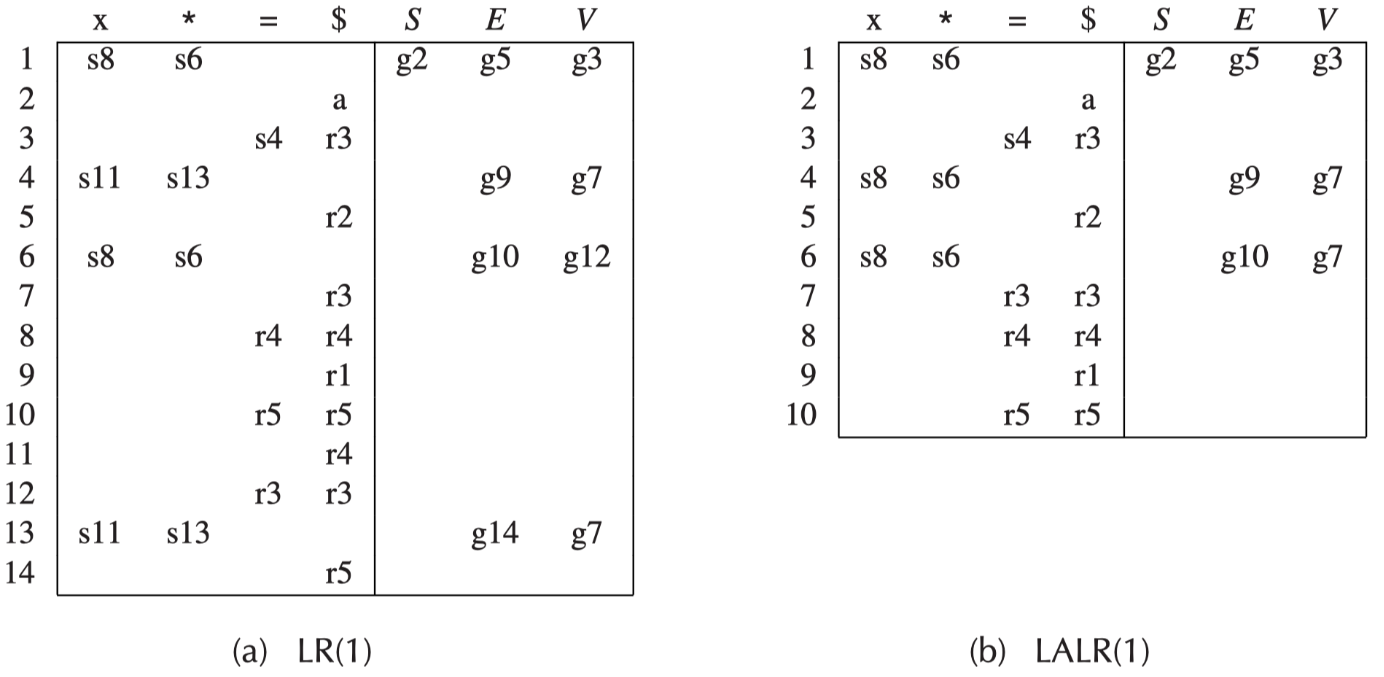 x * = $ S E V
1 s8 s6 g2 g5 g3
2 a
3 s4 r3
4 s11 s13 g9 g7
5 r2
6 s8 s6 g10 g12
7 r3
8 r4 r4
9 r1
10 r5 r5
11 r4
12 r3 r3
13 s11 s13 g14 g7
14 r5
(a) LR(1)
x * = $ S E V
1 s8 s6 g2 g5 g3
2 a
3 s4 r3
4 s8 s6 g9 g7
5 r2
6 s8 s6 g10 g7
7 r3 r3
8 r4 r4
9 r1
10 r5 r5
(b) LALR(1)